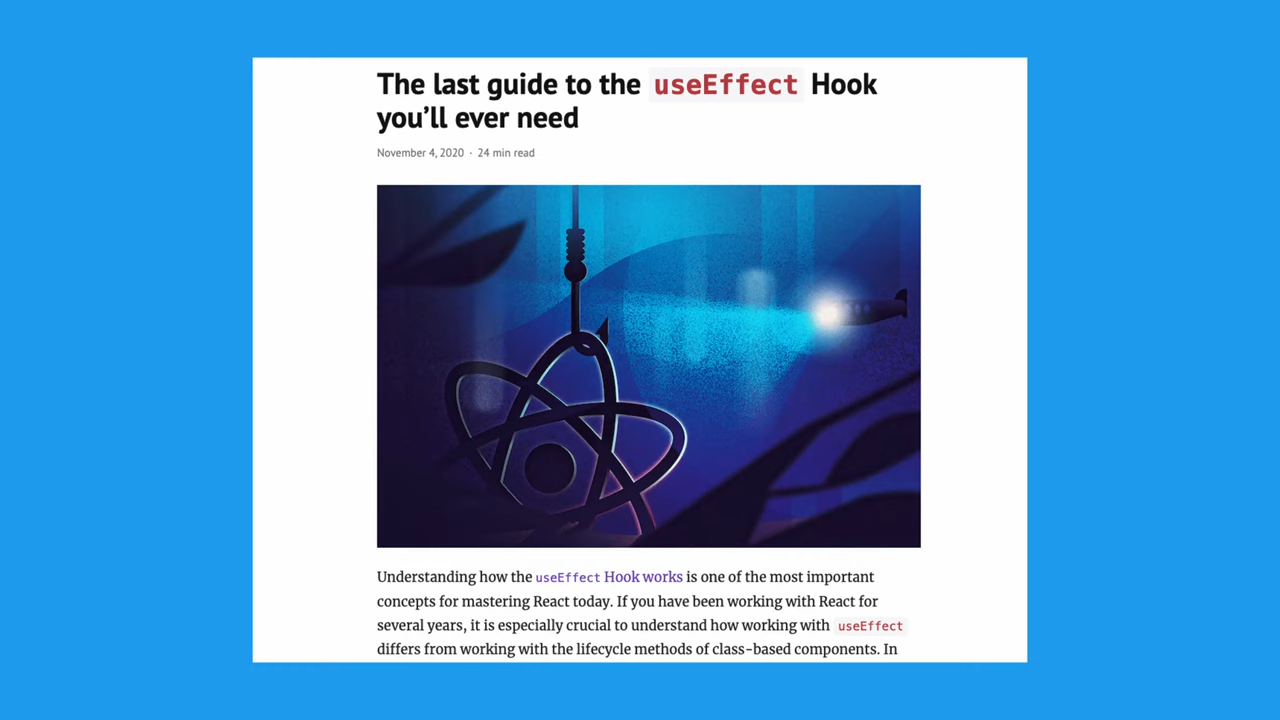 The last guide to the useEffect Hook
you’ll ever need
November 4, 2020 · 24 min read
Understanding how the useEffect Hook works is one of the most important
concepts for mastering React today. If you have been working with React for
several years, it is especially crucial to understand how working with useEffect
differs from working with the lifecycle methods of class-based components. In